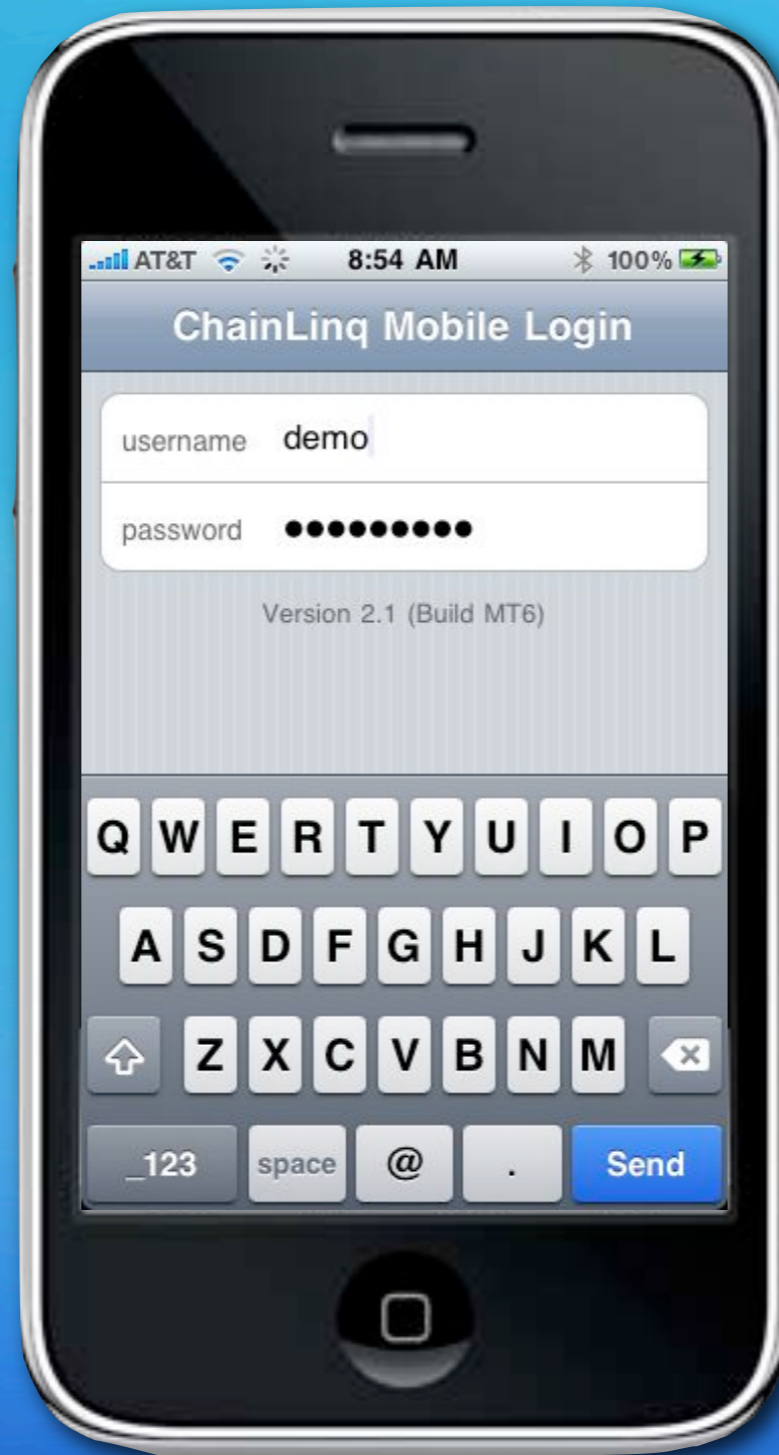 AT&T 8:54 AM 100%
ChainLinq Mobile Login
username demo
password •••••••••
Version 2.1 (Build MT6)
Q W E R T Y U I O P
A S D F G H J K L
Z X C V B N M
_123 space @ . Send